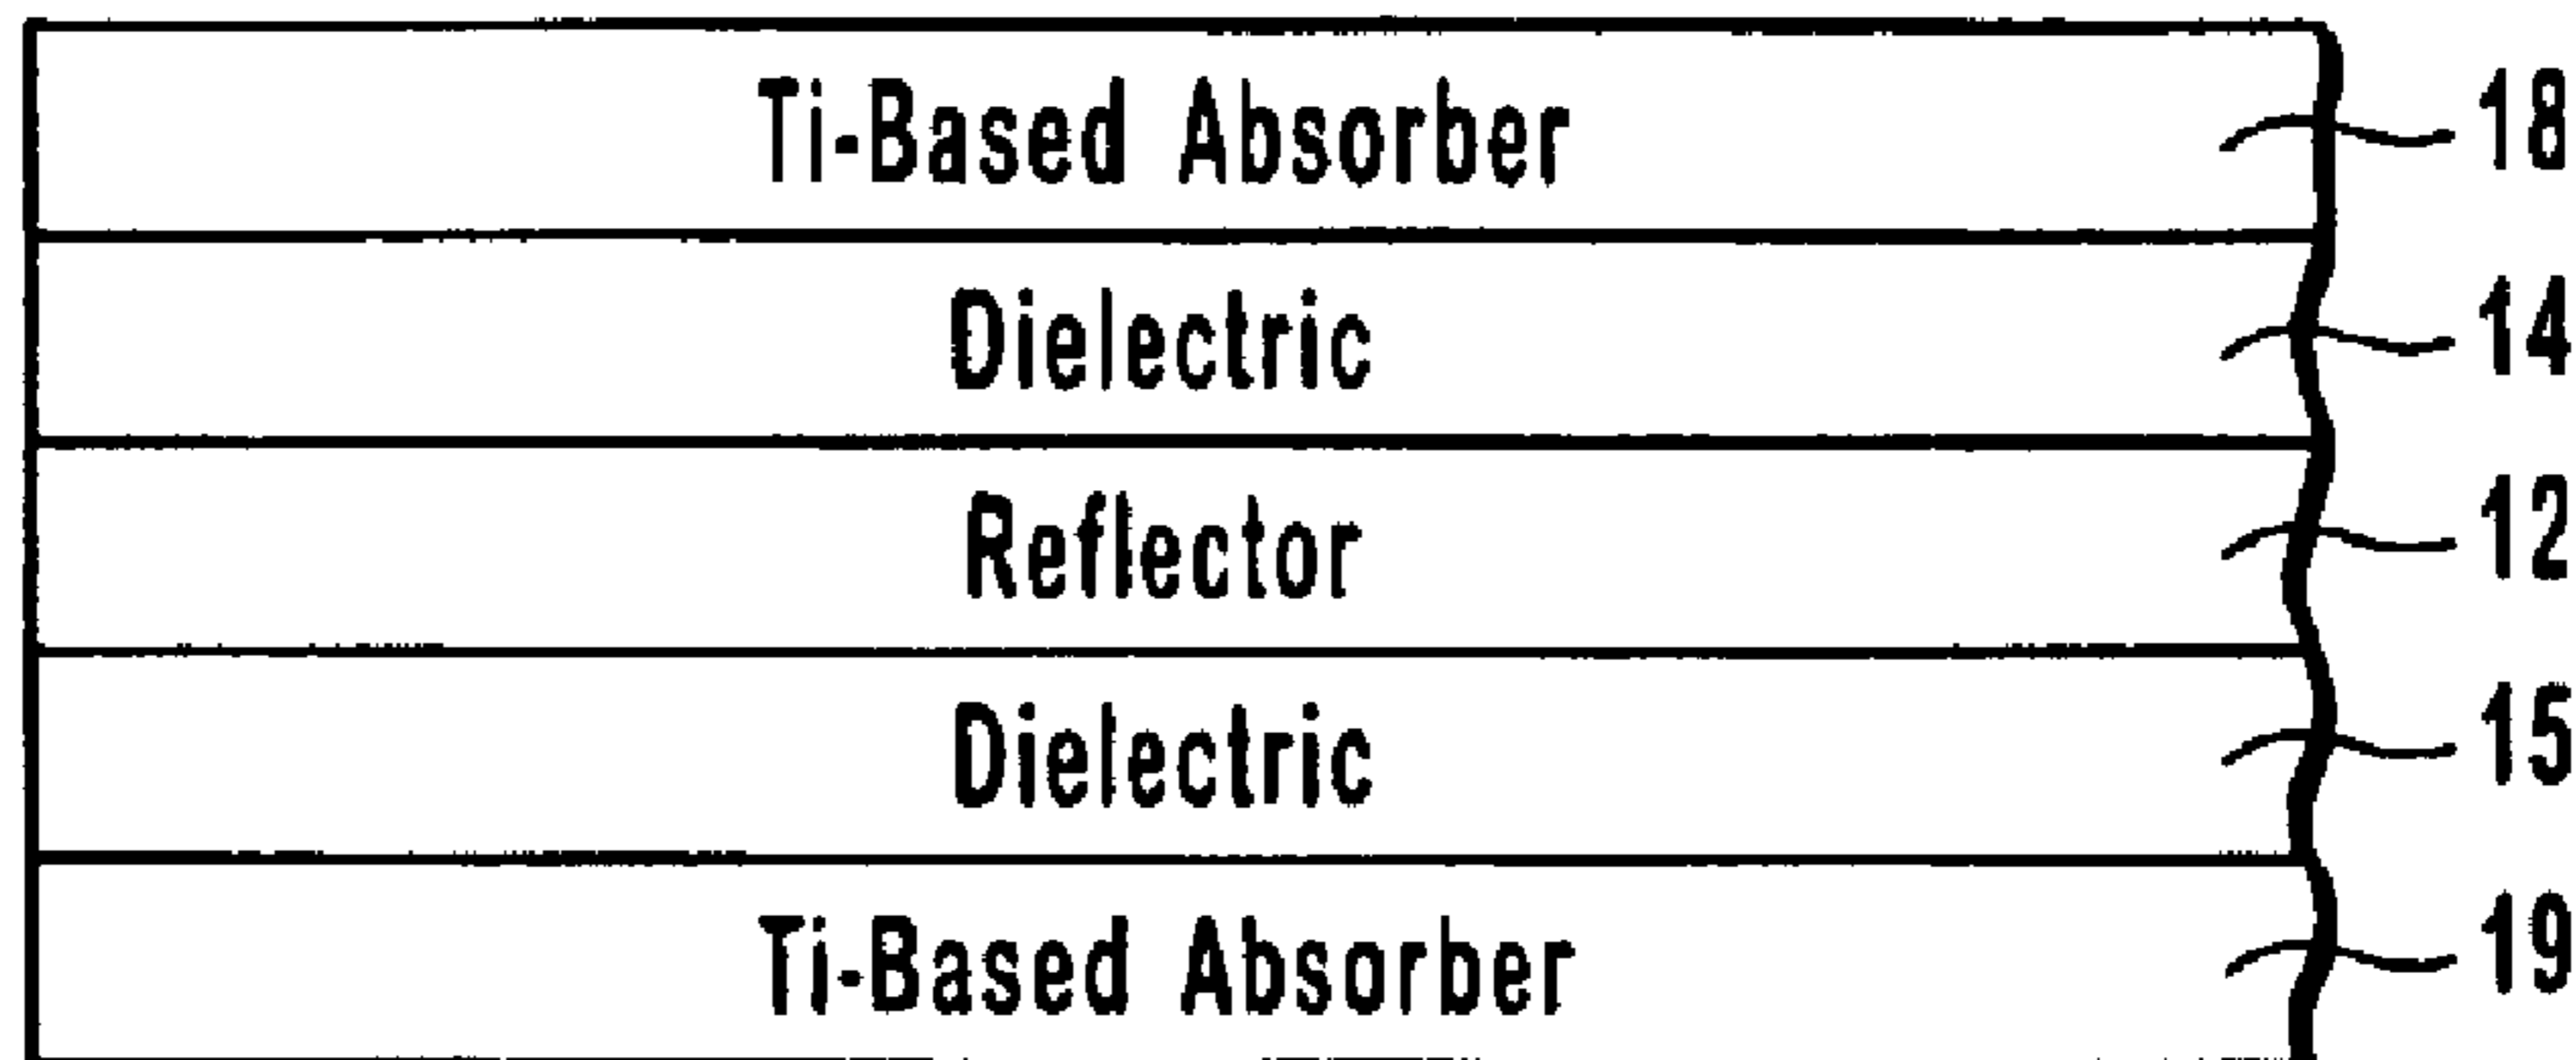 Ti-Based Absorber 18
Dielectric 14
Reflector 12
Dielectric 15
Ti-Based Absorber 19